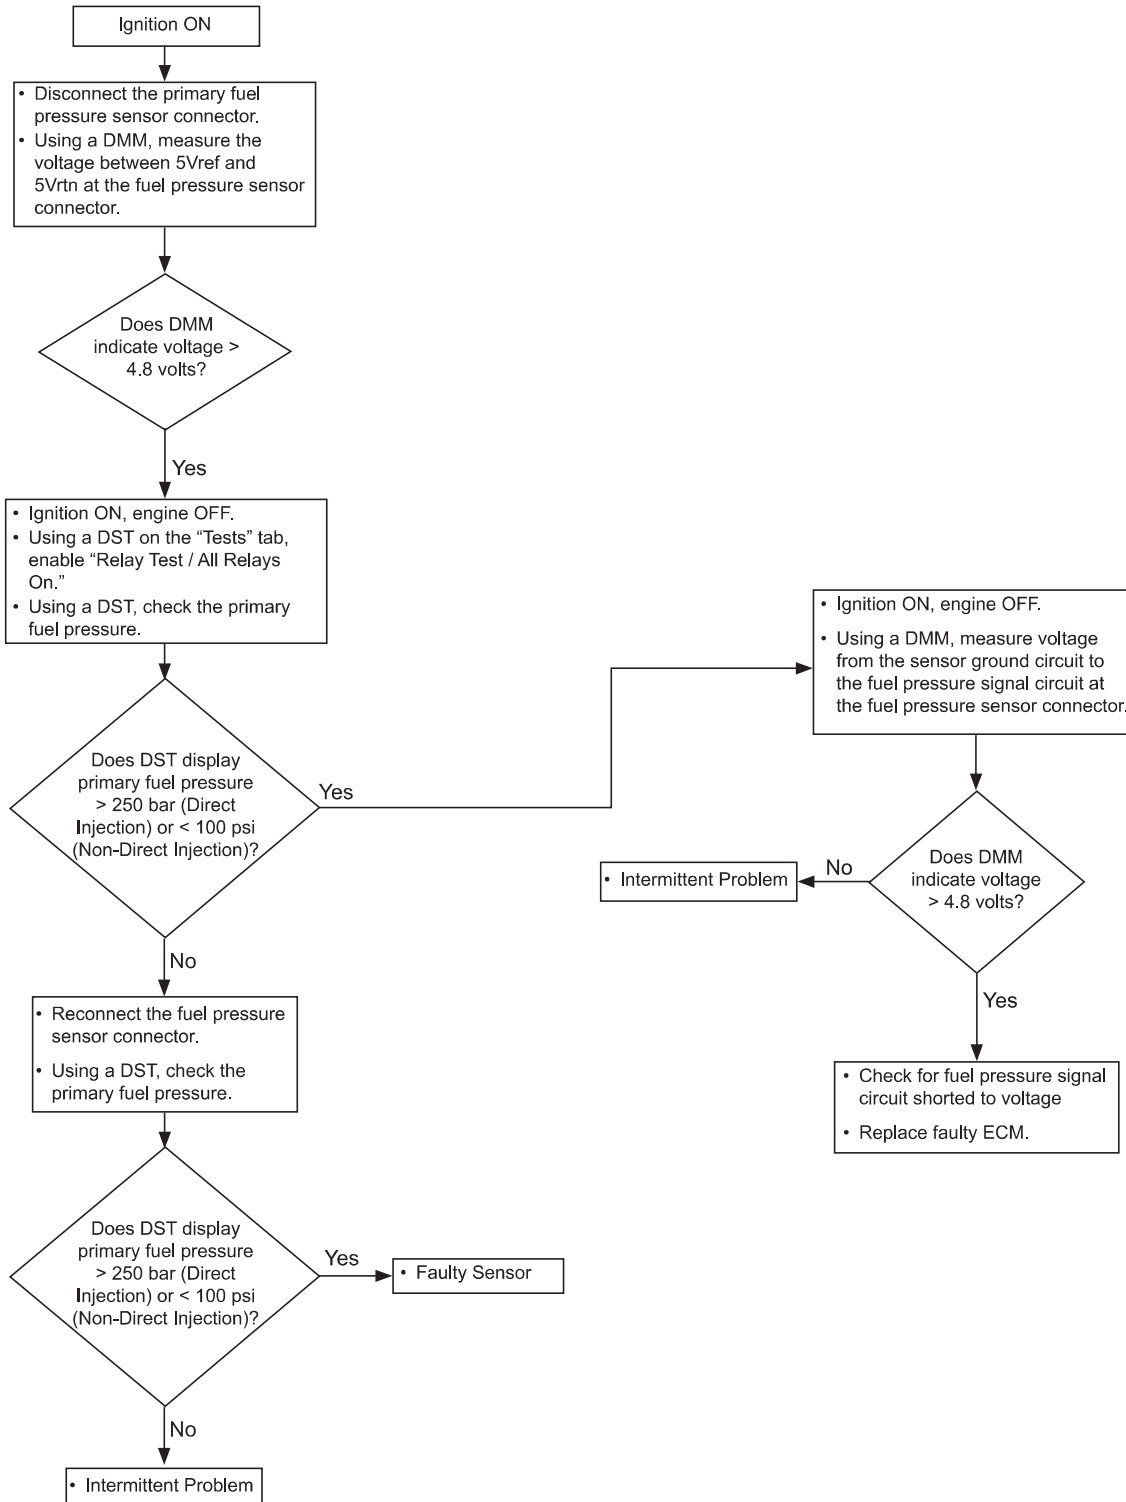 Ignition ON
• Disconnect the primary fuel
pressure sensor connector.
• Using a DMM, measure the
voltage between 5Vref and
5Vrtn at the fuel pressure sensor
connector.
Does DMM
indicate voltage >
4.8 volts?
Yes
• Ignition ON, engine OFF.
• Using a DST on the “Tests” tab,
enable “Relay Test / All Relays
On.”
• Using a DST, check the primary
fuel pressure.
Does DST display
primary fuel pressure
> 250 bar (Direct
Injection) or < 100 psi
(Non-Direct Injection)?
Yes
No
• Ignition ON, engine OFF.
• Using a DMM, measure voltage
from the sensor ground circuit to
the fuel pressure signal circuit at
the fuel pressure sensor connector.
Does DMM
indicate voltage
> 4.8 volts?
No
• Intermittent Problem
Yes
• Check for fuel pressure signal
circuit shorted to voltage
• Replace faulty ECM.
• Reconnect the fuel pressure
sensor connector.
• Using a DST, check the
primary fuel pressure.
Does DST display
primary fuel pressure
> 250 bar (Direct
Injection) or < 100 psi
(Non-Direct Injection)?
Yes
• Faulty Sensor
No
• Intermittent Problem